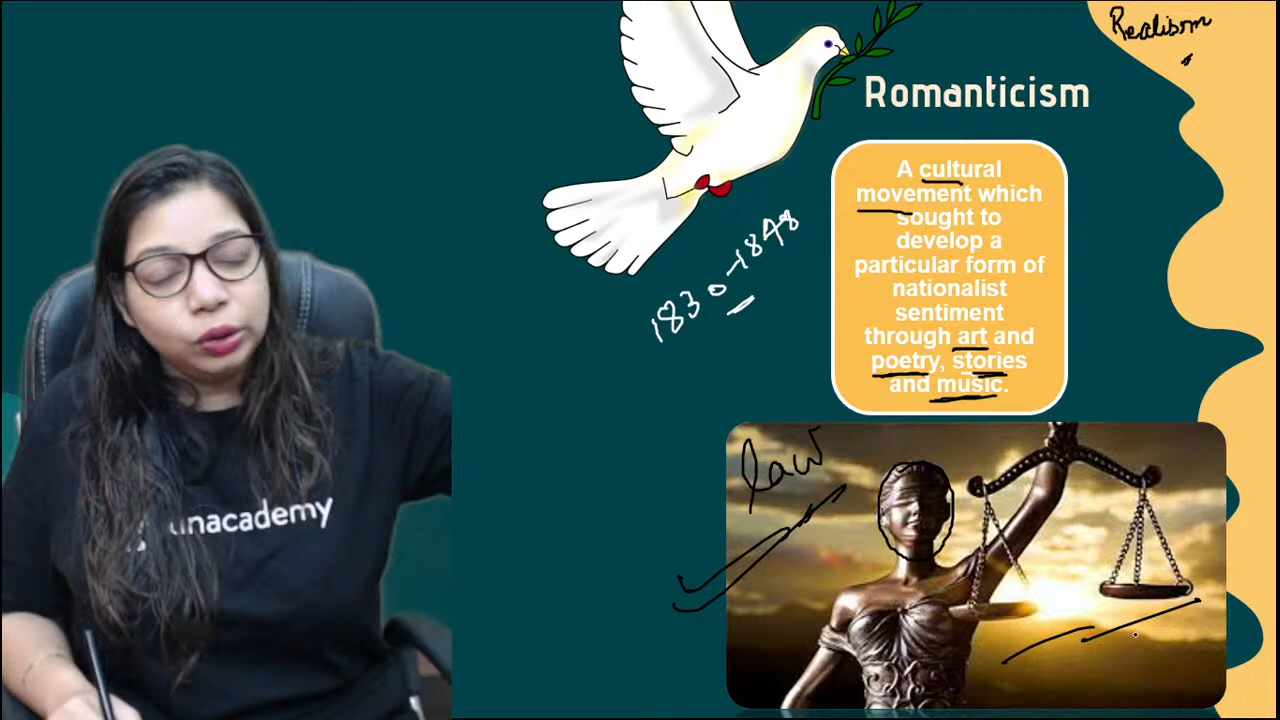 Realism
Romanticism
A cultural
movement which
sought to
develop a
particular form of
nationalist
sentiment
through art and
poetry, stories
and music.
1830-1848
law
unacademy